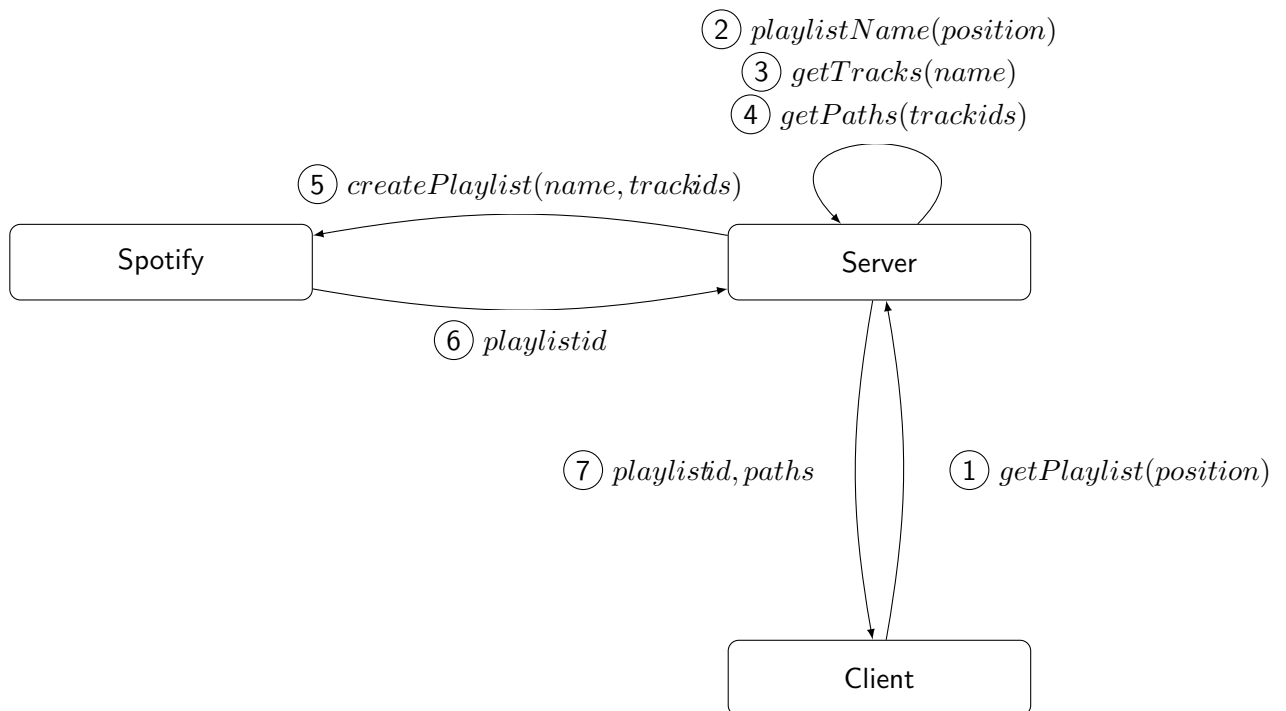 2 playlistName(position)
3 getTracks(name)
4 getPaths(trackids)
5 createPlaylist(name, trackids)
Spotify
Server
6 playlistid
7 playlistid, paths
1 getPlaylist(position)
Client